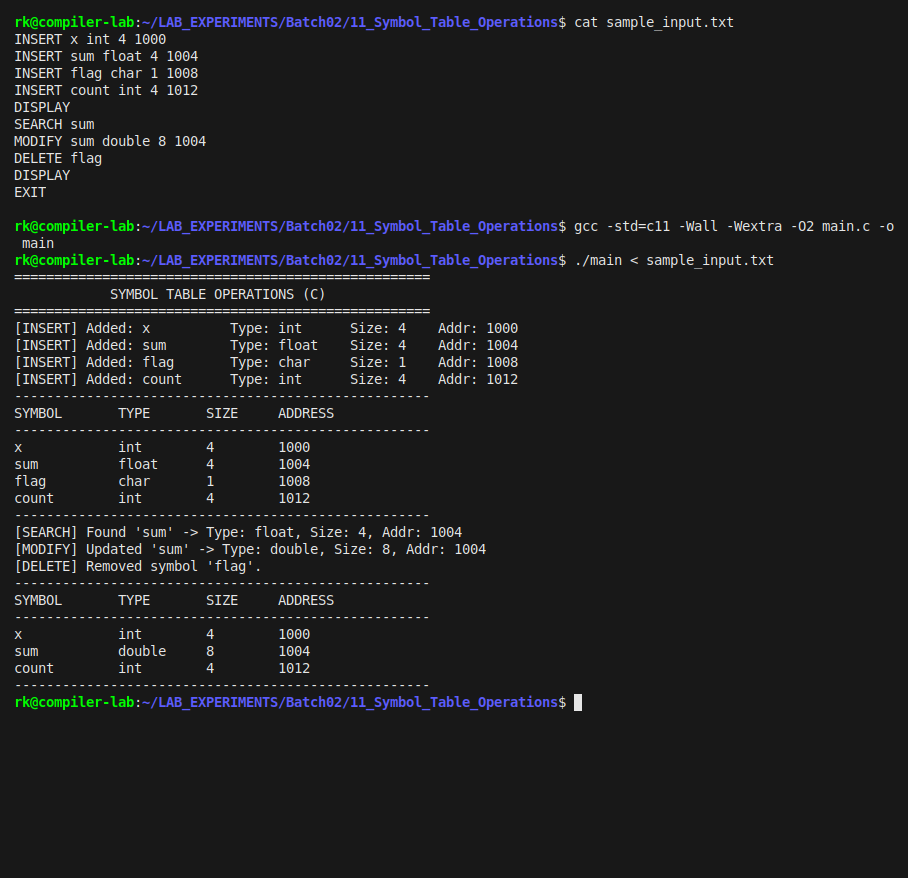 rk@compiler-lab:~/LAB_EXPERIMENTS/Batch02/11_Symbol_Table_Operations$ cat sample_input.txt
INSERT x int 4 1000
INSERT sum float 4 1004
INSERT flag char 1 1008
INSERT count int 4 1012
DISPLAY
SEARCH sum
MODIFY sum double 8 1004
DELETE flag
DISPLAY
EXIT

rk@compiler-lab:~/LAB_EXPERIMENTS/Batch02/11_Symbol_Table_Operations$ gcc -std=c11 -Wall -Wextra -O2 main.c -o
 main
rk@compiler-lab:~/LAB_EXPERIMENTS/Batch02/11_Symbol_Table_Operations$ ./main < sample_input.txt
====================================================
            SYMBOL TABLE OPERATIONS (C)
====================================================
[INSERT] Added: x          Type: int      Size: 4    Addr: 1000
[INSERT] Added: sum        Type: float    Size: 4    Addr: 1004
[INSERT] Added: flag       Type: char     Size: 1    Addr: 1008
[INSERT] Added: count      Type: int      Size: 4    Addr: 1012
----------------------------------------------------
SYMBOL       TYPE       SIZE     ADDRESS
----------------------------------------------------
x            int        4        1000
sum          float      4        1004
flag         char       1        1008
count        int        4        1012
----------------------------------------------------
[SEARCH] Found 'sum' -> Type: float, Size: 4, Addr: 1004
[MODIFY] Updated 'sum' -> Type: double, Size: 8, Addr: 1004
[DELETE] Removed symbol 'flag'.
----------------------------------------------------
SYMBOL       TYPE       SIZE     ADDRESS
----------------------------------------------------
x            int        4        1000
sum          double     8        1004
count        int        4        1012
----------------------------------------------------
rk@compiler-lab:~/LAB_EXPERIMENTS/Batch02/11_Symbol_Table_Operations$